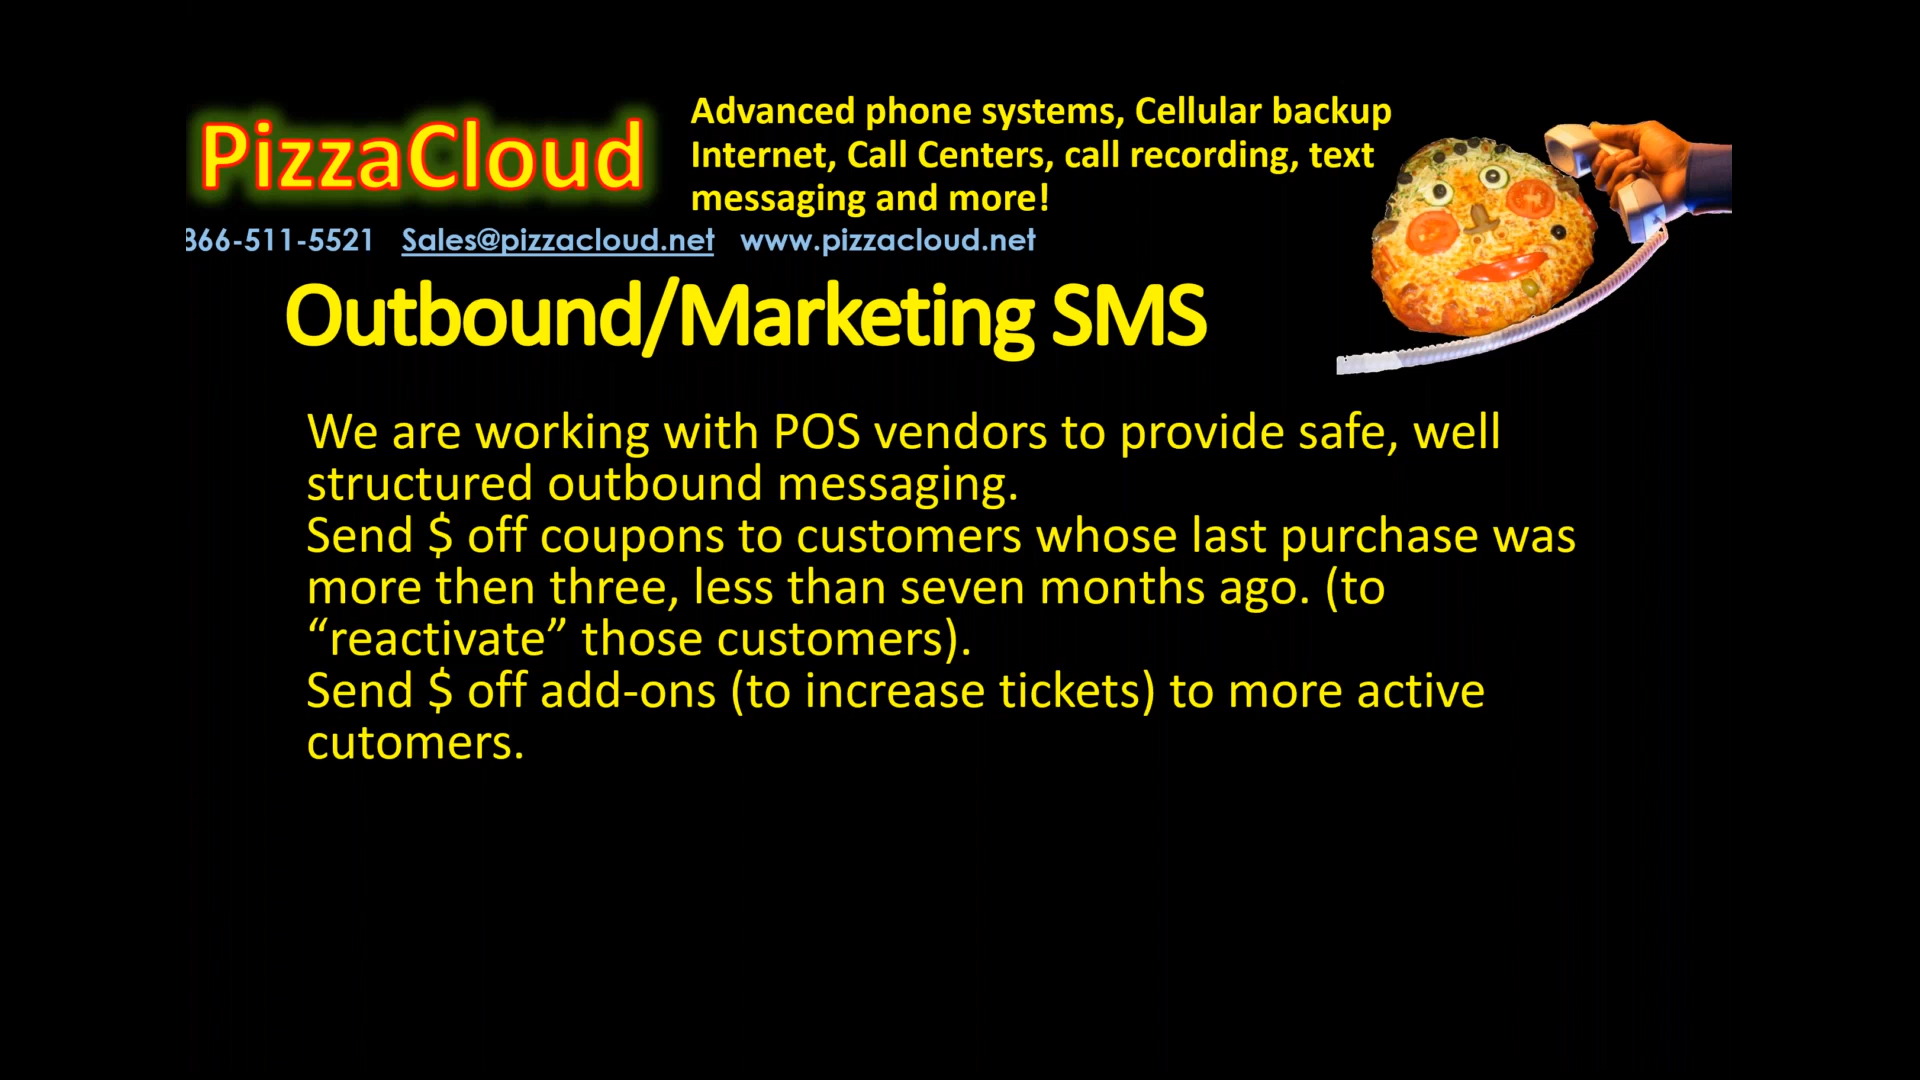 PizzaCloud
Advanced phone systems, Cellular backup
Internet, Call Centers, call recording, text
messaging and more!
866-511-5521 Sales@pizzacloud.net www.pizzacloud.net
Outbound/Marketing SMS
We are working with POS vendors to provide safe, well
structured outbound messaging.
Send $ off coupons to customers whose last purchase was
more then three, less than seven months ago. (to
“reactivate” those customers).
Send $ off add-ons (to increase tickets) to more active
cutomers.